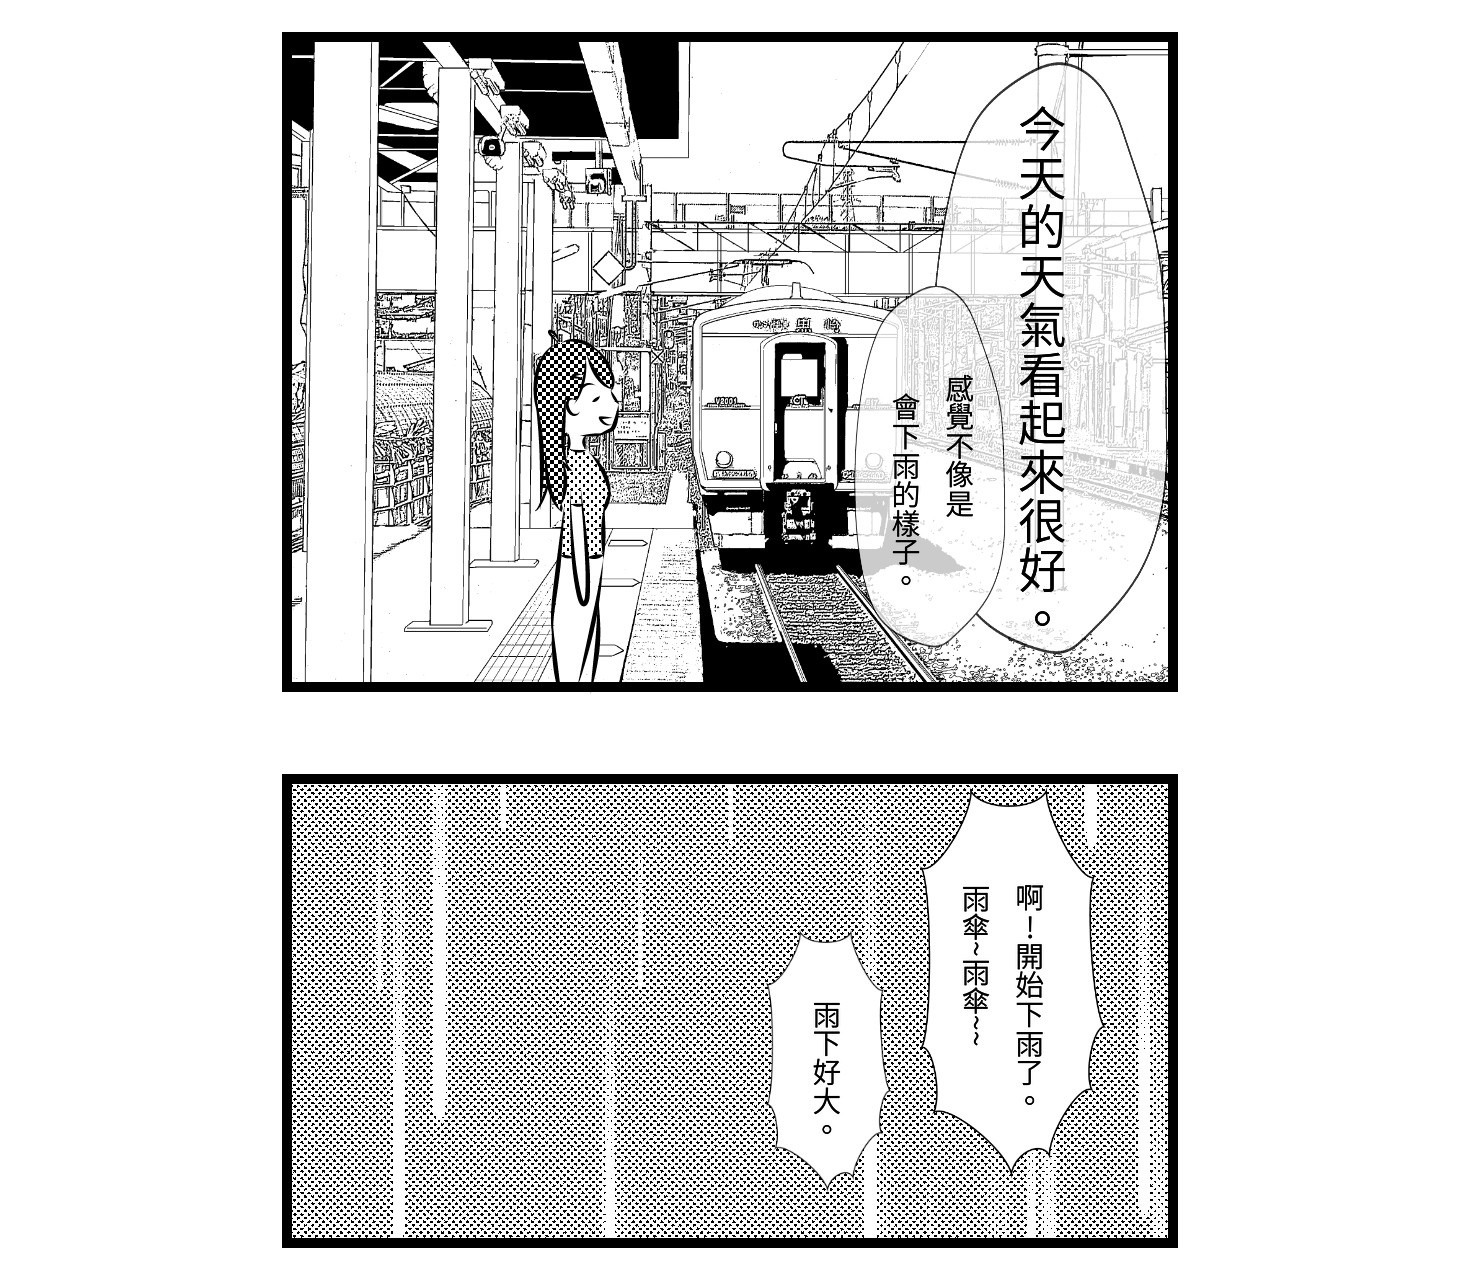 今天的天氣看起來很好。
感覺不像是
會下雨的樣子。
啊！開始下雨了。
雨傘~雨傘~~
雨下好大。